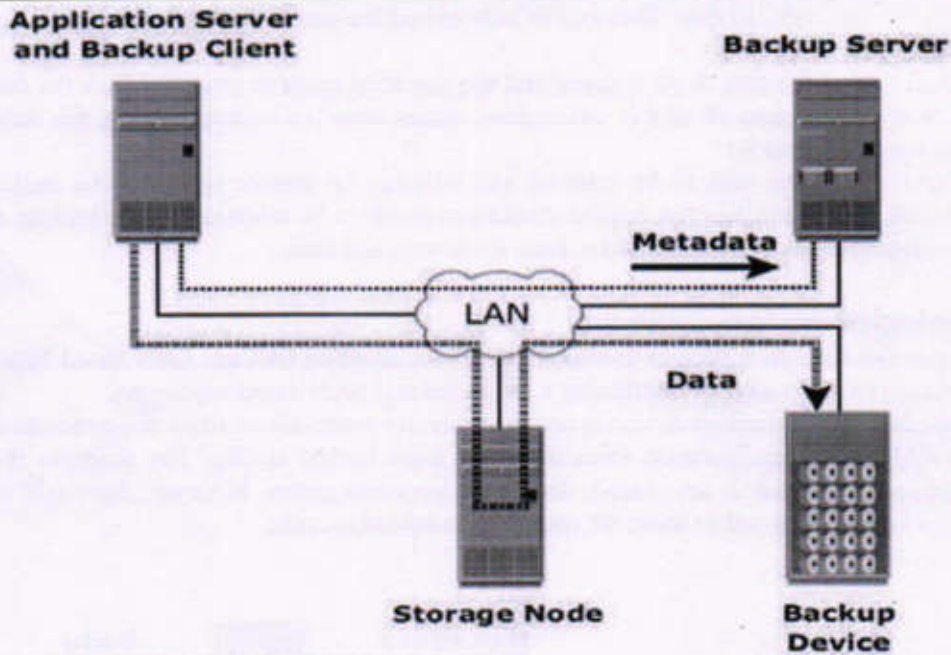 Application Server
and Backup Client
Backup Server
Metadata
LAN
Data
Storage Node
Backup
Device